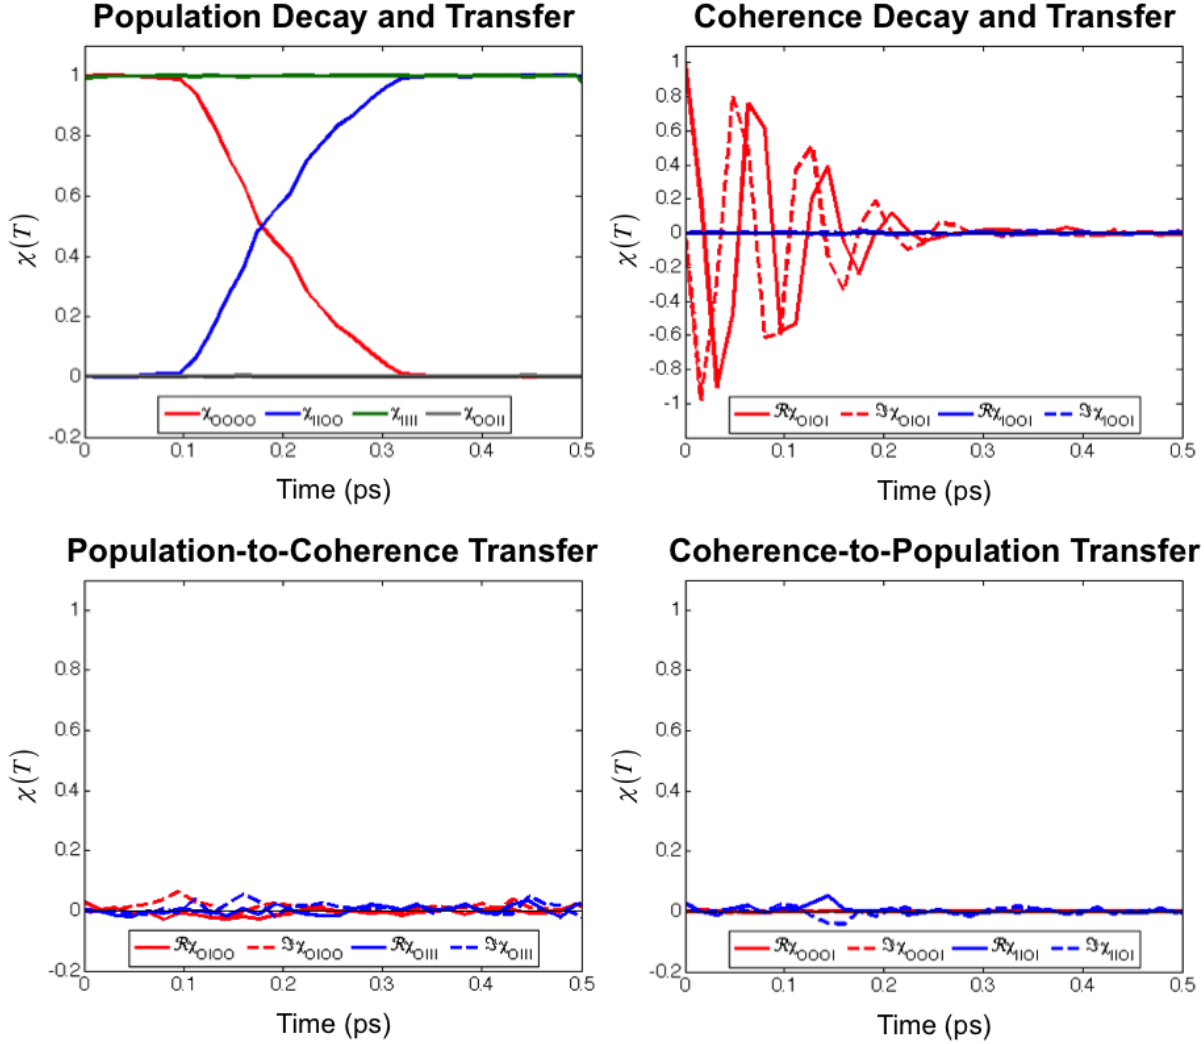 Population Decay and Transfer
1
0.8
0.6
0.4
0.2
0
-0.2
χ(T)
χ0000 χ1100 χ1111 χ0011
0 0.1 0.2 0.3 0.4 0.5
Time (ps)
Coherence Decay and Transfer
1
0.8
0.6
0.4
0.2
0
-0.2
-0.4
-0.6
-0.8
-1
χ(T)
ℜχ0101 ℑχ0101 ℜχ1001 ℑχ1001
0 0.1 0.2 0.3 0.4 0.5
Time (ps)
Population-to-Coherence Transfer
1
0.8
0.6
0.4
0.2
0
-0.2
χ(T)
ℜχ0100 ℑχ0100 ℜχ0111 ℑχ0111
0 0.1 0.2 0.3 0.4 0.5
Time (ps)
Coherence-to-Population Transfer
1
0.8
0.6
0.4
0.2
0
-0.2
χ(T)
ℜχ0001 ℑχ0001 ℜχ1101 ℑχ1101
0 0.1 0.2 0.3 0.4 0.5
Time (ps)